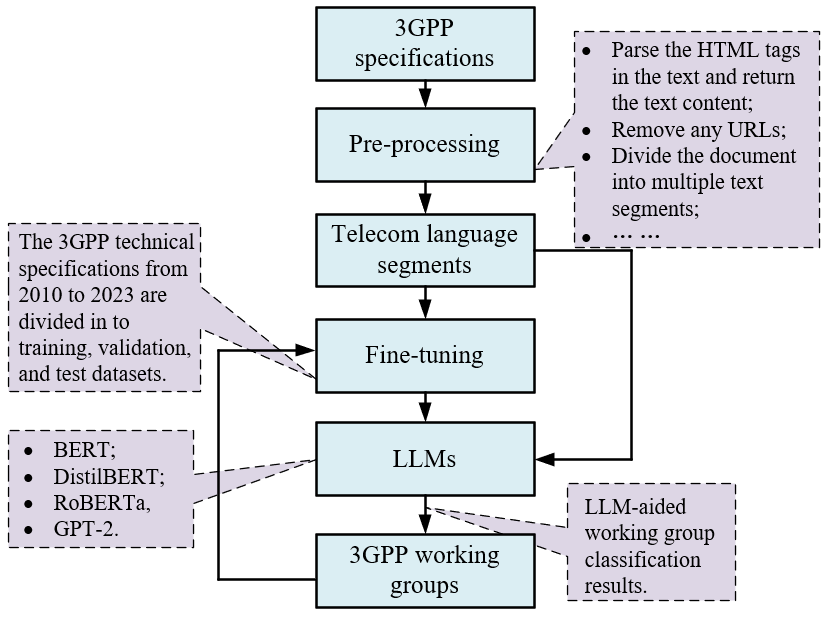 3GPP
specifications
Pre-processing
Telecom language
segments
Fine-tuning
LLMs
3GPP working
groups
• Parse the HTML tags
in the text and return
the text content;
• Remove any URLs;
• Divide the document
into multiple text
segments;
• … …
The 3GPP technical
specifications from
2010 to 2023 are
divided in to
training, validation,
and test datasets.
• BERT;
• DistilBERT;
• RoBERTa,
• GPT-2.
LLM-aided
working group
classification
results.